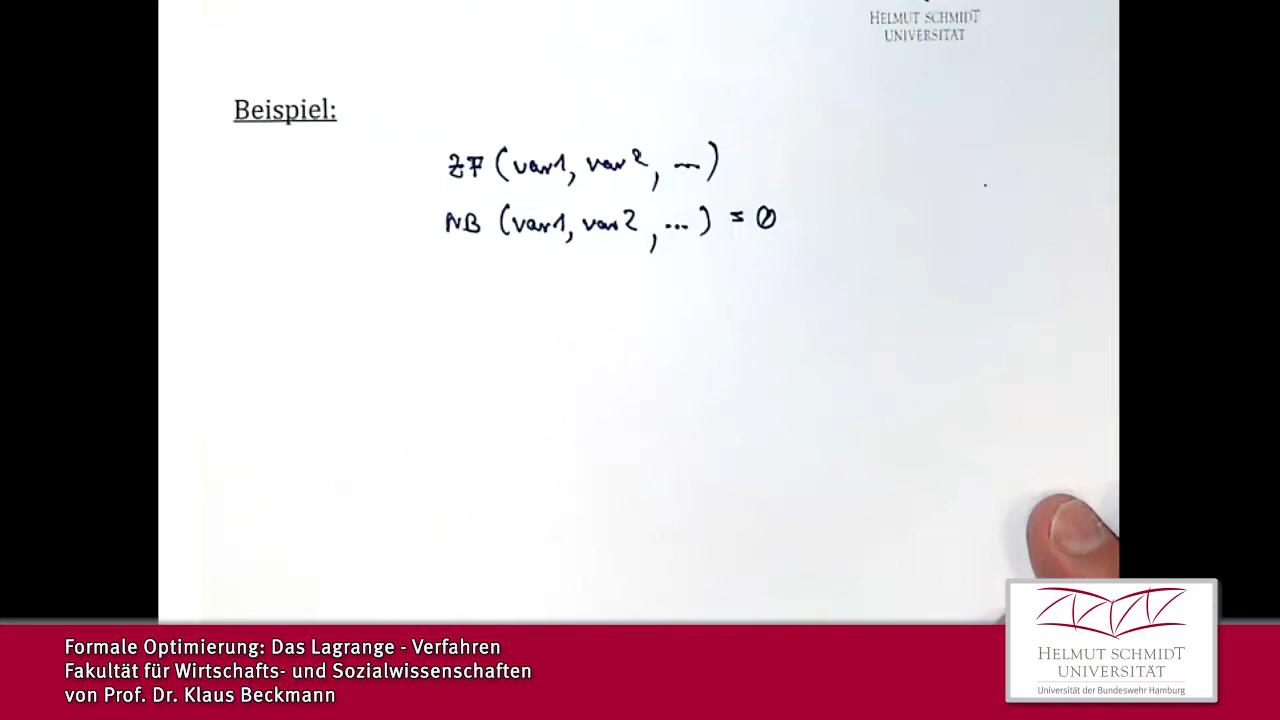 HELMUT SCHMIDT
UNIVERSITÄT
Beispiel:
ZF (var1, var2, ...)
NB (var1, var2, ...) = 0
Formale Optimierung: Das Lagrange - Verfahren
Fakultät für Wirtschafts- und Sozialwissenschaften
von Prof. Dr. Klaus Beckmann
HELMUT SCHMIDT
UNIVERSITÄT
Universität der Bundeswehr Hamburg